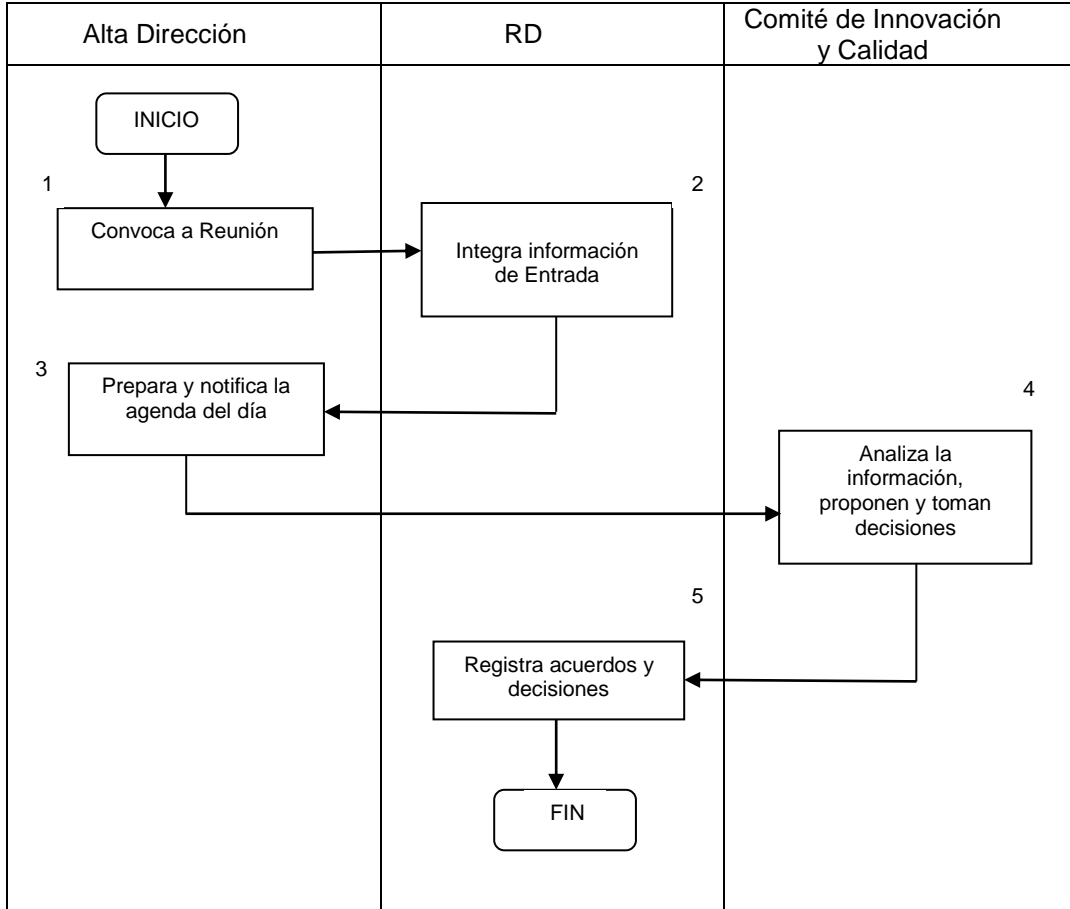 Alta Dirección
RD
Comité de Innovación
y Calidad
INICIO
1
Convoca a Reunión
2
Integra información
de Entrada
3
Prepara y notifica la
agenda del día
4
Analiza la
información,
proponen y toman
decisiones
5
Registra acuerdos y
decisiones
FIN